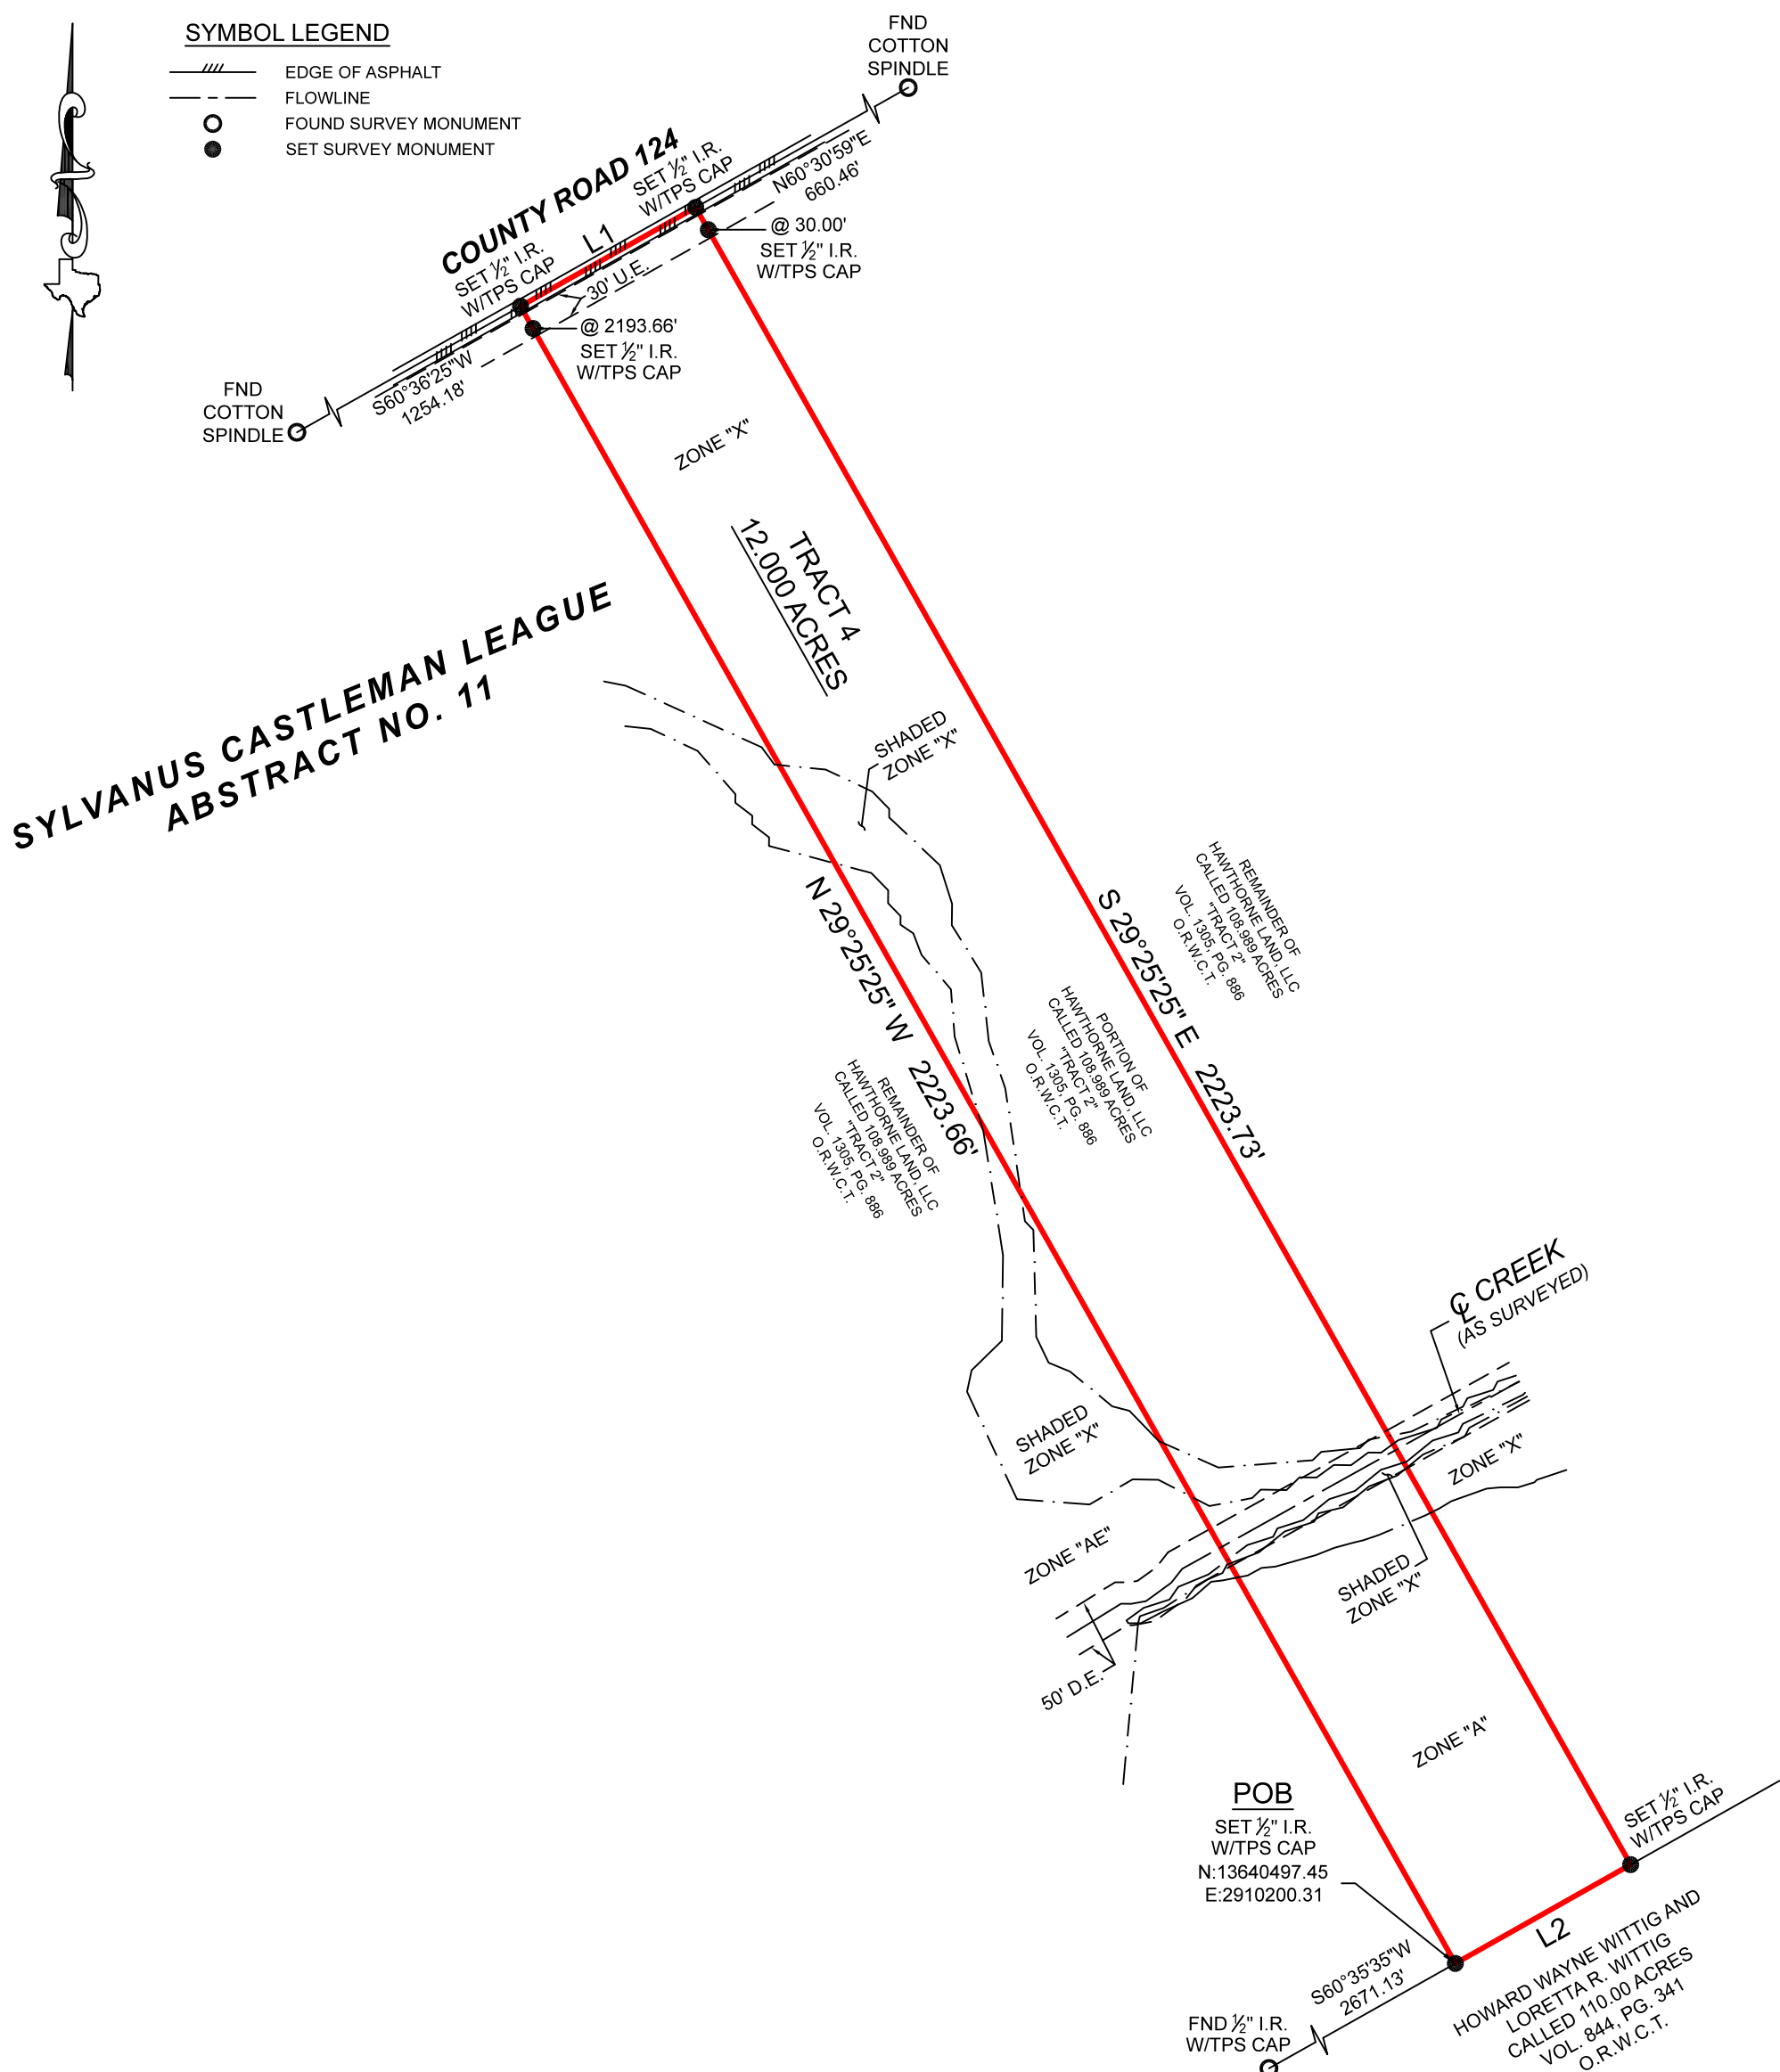 SYMBOL LEGEND
EDGE OF ASPHALT
FLOWLINE
FOUND SURVEY MONUMENT
SET SURVEY MONUMENT
FND
COTTON
SPINDLE
COUNTY ROAD 124
SET ½" I.R.
W/TPS CAP
N60°30'59"E
660.46'
L1
@ 30.00'
SET ½" I.R.
W/TPS CAP
SET ½" I.R.
W/TPS CAP
30' U.E.
@ 2193.66'
SET ½" I.R.
W/TPS CAP
S60°36'25"W
1254.18'
FND
COTTON
SPINDLE
ZONE "X"
TRACT 4
12.000 ACRES
SYLVANUS CASTLEMAN LEAGUE
ABSTRACT NO. 11
SHADED
ZONE "X"
N 29°25'25" W 2223.66'
S 29°25'25" E 2223.73'
REMAINDER OF
HAWTHORNE LAND, LLC
CALLED 108.989 ACRES
"TRACT 2"
VOL. 1305, PG. 886
O.R.W.C.T.
PORTION OF
HAWTHORNE LAND, LLC
CALLED 108.989 ACRES
"TRACT 2"
VOL. 1305, PG. 886
O.R.W.C.T.
REMAINDER OF
HAWTHORNE LAND, LLC
CALLED 108.989 ACRES
"TRACT 2"
VOL. 1305, PG. 886
O.R.W.C.T.
℄ CREEK
(AS SURVEYED)
SHADED
ZONE "X"
ZONE "X"
ZONE "AE"
SHADED
ZONE "X"
50' D.E.
ZONE "A"
POB
SET ½" I.R.
W/TPS CAP
N:13640497.45
E:2910200.31
SET ½" I.R.
W/TPS CAP
L2
S60°35'35"W
2671.13'
FND ½" I.R.
W/TPS CAP
HOWARD WAYNE WITTIG AND
LORETTA R. WITTIG
CALLED 110.00 ACRES
VOL. 844, PG. 341
O.R.W.C.T.